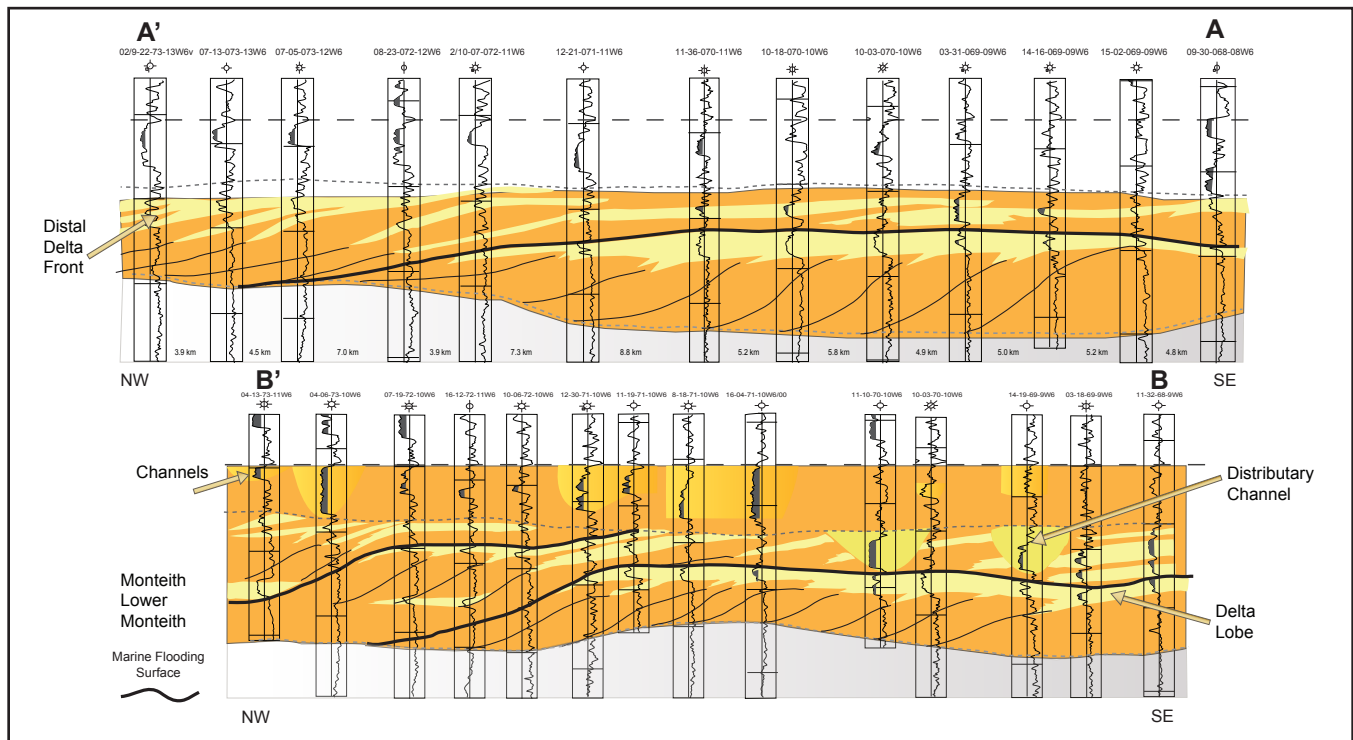 A’
A
02/9-22-73-13W6v 07-13-073-13W6 07-05-073-12W6 08-23-072-12W6 2/10-07-072-11W6 12-21-071-11W6 11-36-070-11W6 10-18-070-10W6 10-03-070-10W6 03-31-069-09W6 14-16-069-09W6 15-02-069-09W6 09-30-068-08W6
Distal
Delta
Front
3.9 km 4.5 km 7.0 km 3.9 km 7.3 km 8.8 km 5.2 km 5.8 km 4.9 km 5.0 km 5.2 km 4.8 km
NW
SE
B’
B
04-13-73-11W6 04-06-73-10W6 07-19-72-10W6 16-12-72-11W6 10-06-72-10W6 12-30-71-10W6 11-19-71-10W6 8-18-71-10W6 16-04-71-10W6/00 11-10-70-10W6 10-03-70-10W6 14-19-69-9W6 03-18-69-9W6 11-32-68-9W6
Channels
Distributary
Channel
Monteith
Lower
Monteith
Delta
Lobe
Marine Flooding
Surface
NW
SE